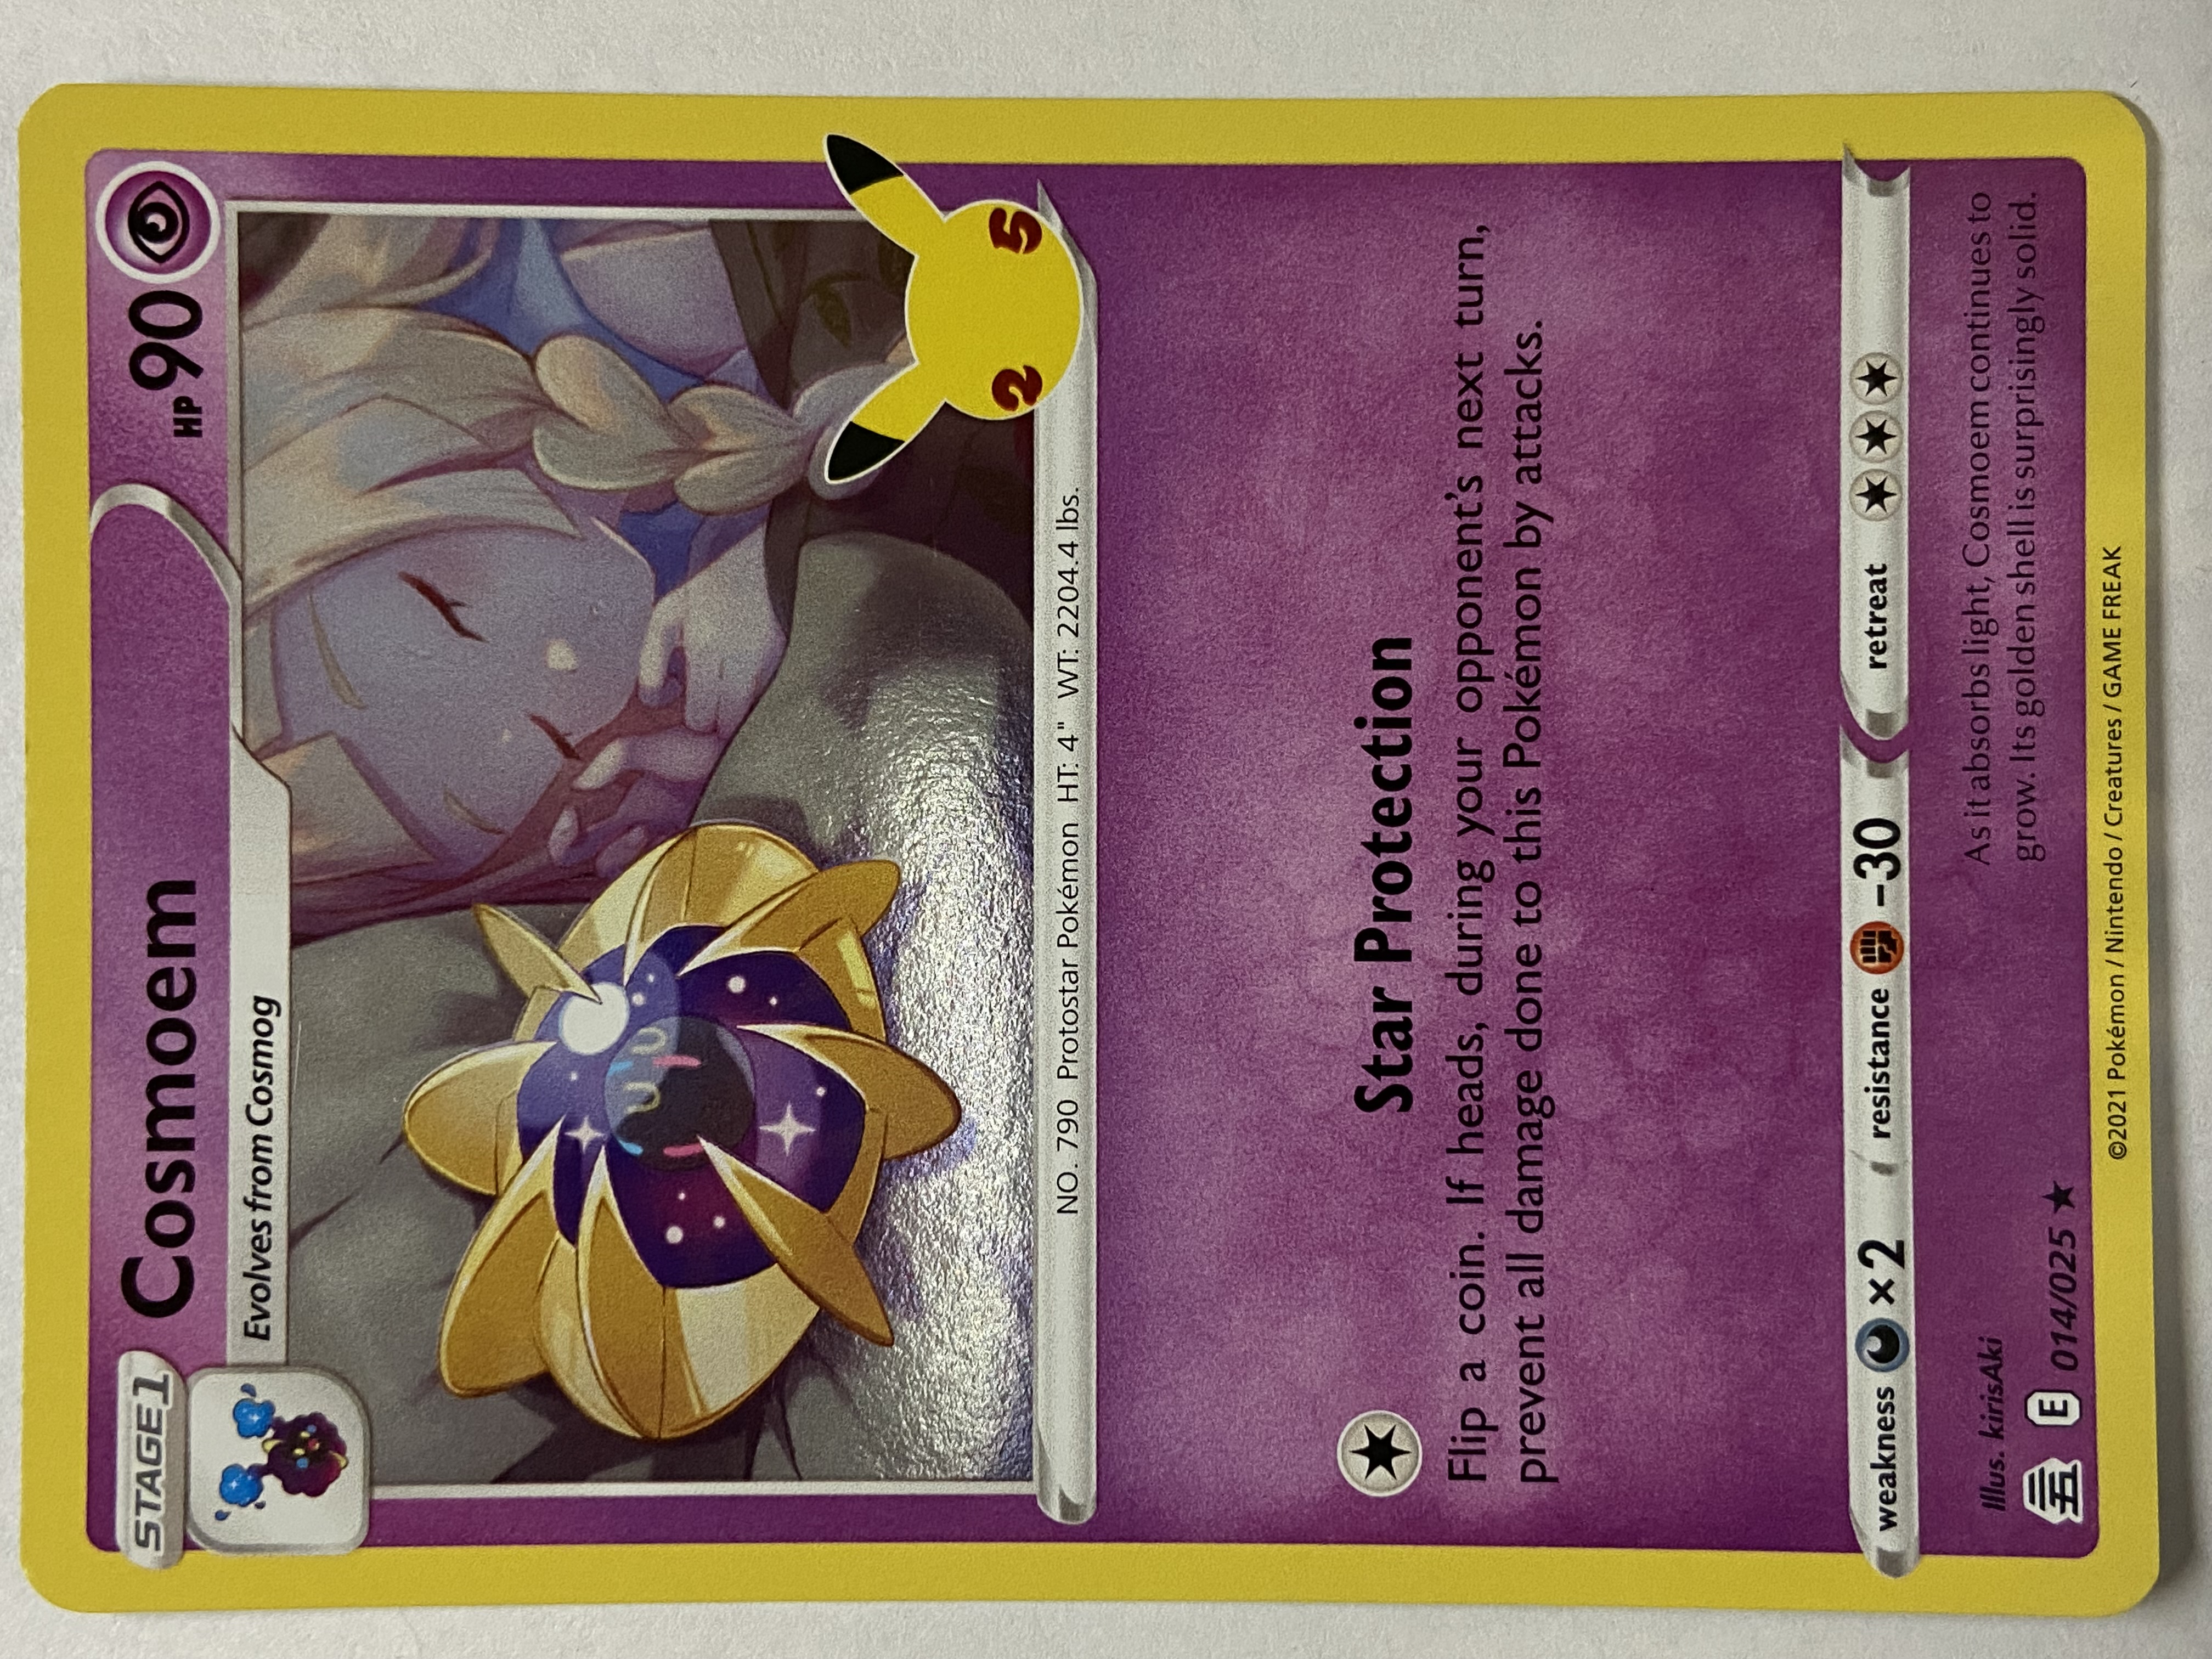 STAGE 1
Cosmoem
HP 90
Evolves from Cosmog
25
NO. 790 Protostar Pokémon HT: 4" WT: 2204.4 lbs.
Star Protection
Flip a coin. If heads, during your opponent's next turn,
prevent all damage done to this Pokémon by attacks.
weakness ×2 resistance -30 retreat
Illus. kirisAki
As it absorbs light, Cosmoem continues to
grow. Its golden shell is surprisingly solid.
E 014/025 ★
©2021 Pokémon / Nintendo / Creatures / GAME FREAK